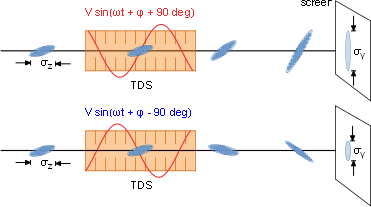 screen
V sin(ωt + φ + 90 deg)
σz
σy
TDS
V sin(ωt + φ - 90 deg)
σz
σy
TDS